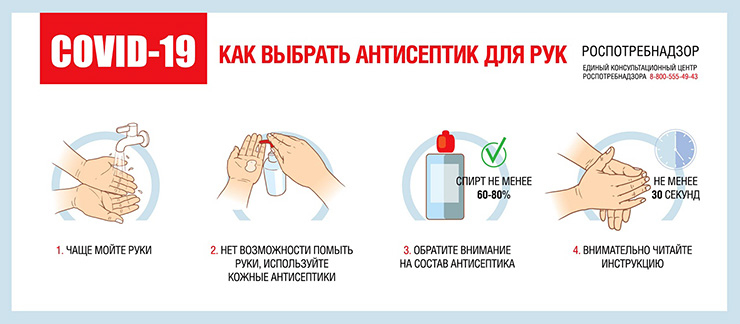 COVID-19
КАК ВЫБРАТЬ АНТИСЕПТИК ДЛЯ РУК
РОСПОТРЕБНАДЗОР
ЕДИНЫЙ КОНСУЛЬТАЦИОННЫЙ ЦЕНТР
РОСПОТРЕБНАДЗОРА 8-800-555-49-43
СПИРТ НЕ МЕНЕЕ
60-80%
НЕ МЕНЕЕ
30 СЕКУНД
1. ЧАЩЕ МОЙТЕ РУКИ
2. НЕТ ВОЗМОЖНОСТИ ПОМЫТЬ
РУКИ, ИСПОЛЬЗУЙТЕ
КОЖНЫЕ АНТИСЕПТИКИ
3. ОБРАТИТЕ ВНИМАНИЕ
НА СОСТАВ АНТИСЕПТИКА
4. ВНИМАТЕЛЬНО ЧИТАЙТЕ
ИНСТРУКЦИЮ